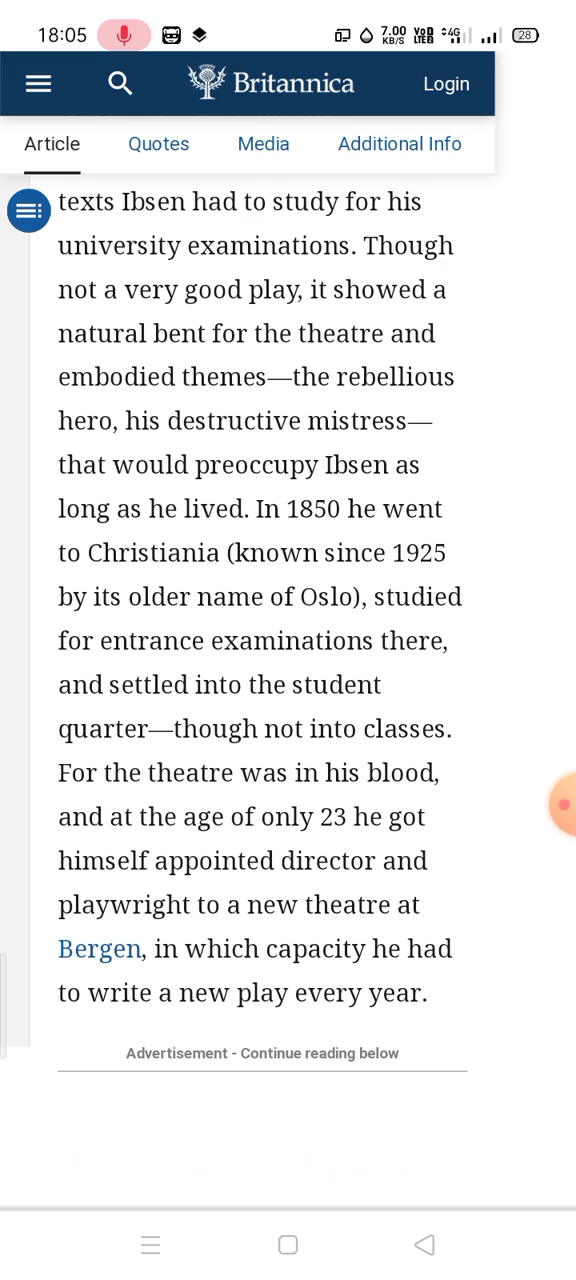 18:05 7.00 KB/S VoD LTE2 4G 28
Britannica Login
Article Quotes Media Additional Info
texts Ibsen had to study for his
university examinations. Though
not a very good play, it showed a
natural bent for the theatre and
embodied themes—the rebellious
hero, his destructive mistress—
that would preoccupy Ibsen as
long as he lived. In 1850 he went
to Christiania (known since 1925
by its older name of Oslo), studied
for entrance examinations there,
and settled into the student
quarter—though not into classes.
For the theatre was in his blood,
and at the age of only 23 he got
himself appointed director and
playwright to a new theatre at
Bergen, in which capacity he had
to write a new play every year.
Advertisement - Continue reading below